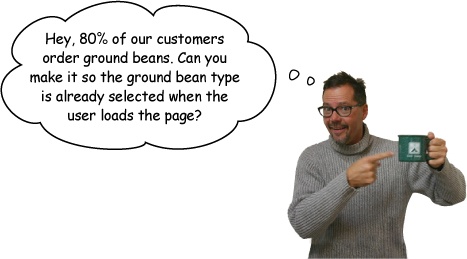 Hey, 80% of our customers
order ground beans. Can you
make it so the ground bean type
is already selected when the
user loads the page?